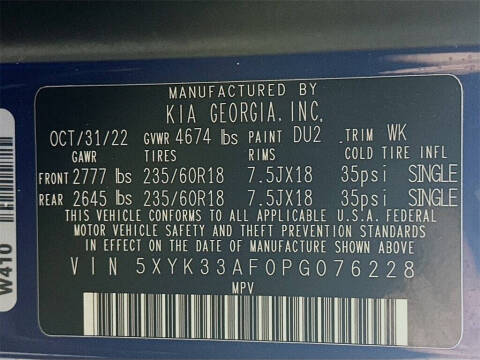 MANUFACTURED BY
KIA GEORGIA, INC.
OCT/31/22 GVWR 4674 lbs PAINT DU2 TRIM WK
GAWR TIRES RIMS COLD TIRE INFL
FRONT 2777 lbs 235/60R18 7.5JX18 35psi SINGLE
REAR 2645 lbs 235/60R18 7.5JX18 35psi SINGLE
THIS VEHICLE CONFORMS TO ALL APPLICABLE U.S.A. FEDERAL
MOTOR VEHICLE SAFETY AND THEFT PREVENTION STANDARDS
IN EFFECT ON THE DATE OF MANUFACTURE SHOWN ABOVE.
VIN 5XYK33AF0PG076228
MPV
W410